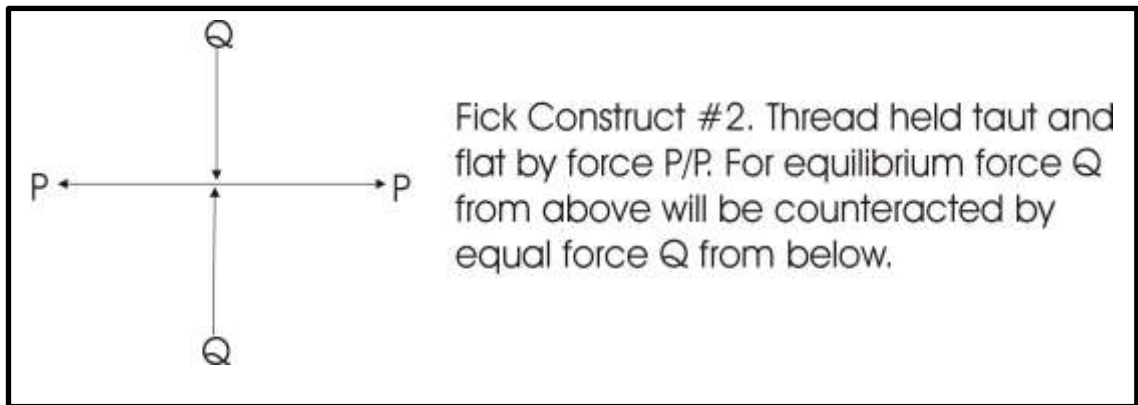 Q
P
P
Q
Fick Construct #2. Thread held taut and
flat by force P/P. For equilibrium force Q
from above will be counteracted by
equal force Q from below.